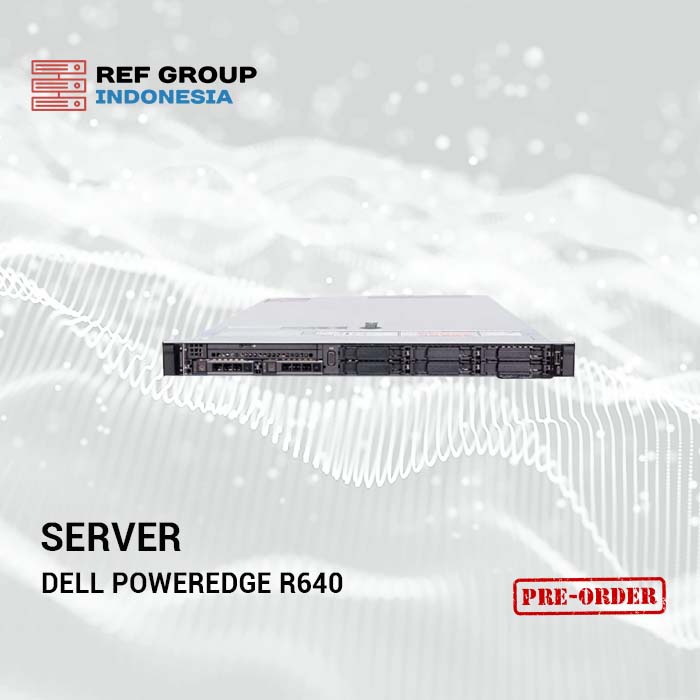 REF GROUP
INDONESIA
SERVER
DELL POWEREDGE R640
PRE-ORDER